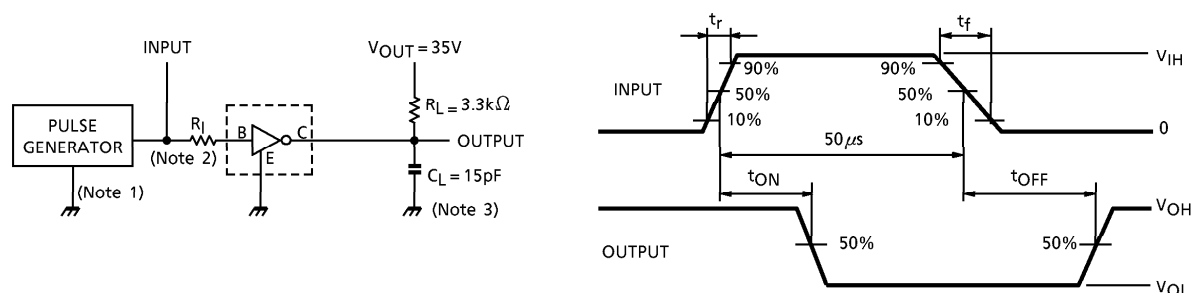 INPUT
V_OUT = 35V
R_L = 3.3kΩ
PULSE
GENERATOR
R_I
B
C
E
OUTPUT
(Note 2)
(Note 1)
C_L = 15pF
(Note 3)
t_r
t_f
V_IH
90%
90%
INPUT
50%
50%
10%
10%
0
50μs
t_ON
t_OFF
V_OH
50%
50%
OUTPUT
V_OL